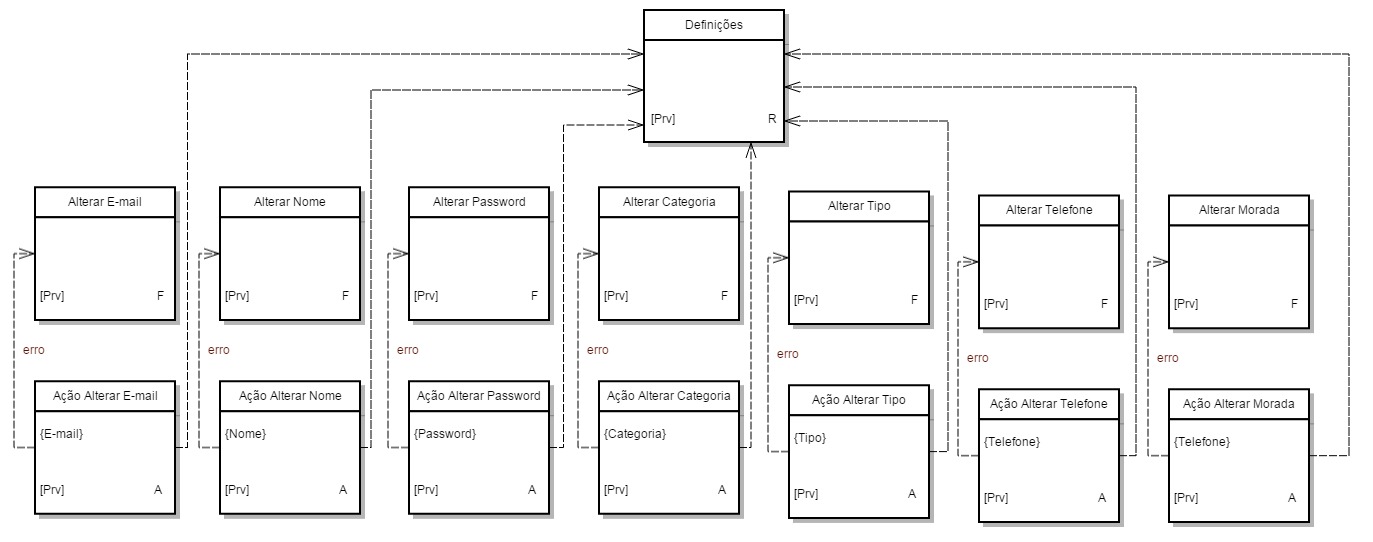 Definições
[Prv] R
Alterar E-mail
[Prv] F
Alterar Nome
[Prv] F
Alterar Password
[Prv] F
Alterar Categoria
[Prv] F
Alterar Tipo
[Prv] F
Alterar Telefone
[Prv] F
Alterar Morada
[Prv] F
erro
erro
erro
erro
erro
erro
erro
Ação Alterar E-mail
{E-mail}
[Prv] A
Ação Alterar Nome
{Nome}
[Prv] A
Ação Alterar Password
{Password}
[Prv] A
Ação Alterar Categoria
{Categoria}
[Prv] A
Ação Alterar Tipo
{Tipo}
[Prv] A
Ação Alterar Telefone
{Telefone}
[Prv] A
Ação Alterar Morada
{Telefone}
[Prv] A